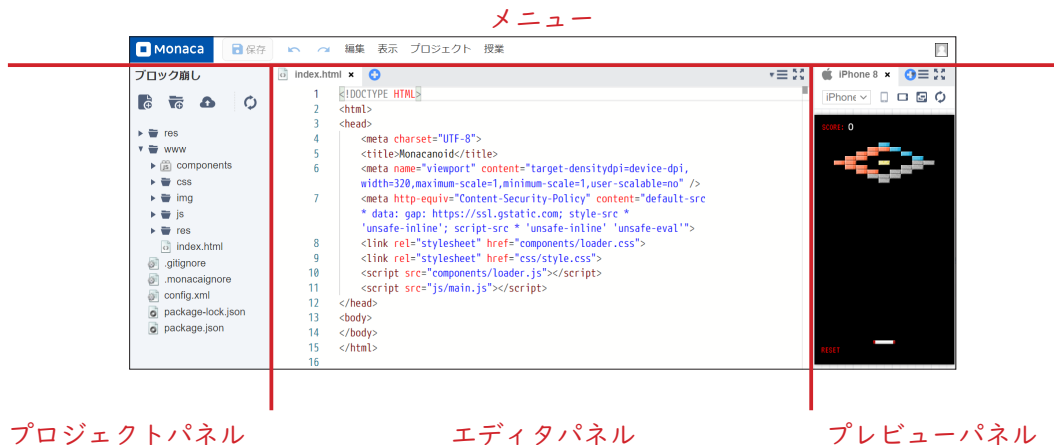 メニュー
Monaca 保存 編集 表示 プロジェクト 授業
ブロック崩し
index.html ×
iPhone 8 ×
iPhone
res
www
components
css
img
js
res
index.html
.gitignore
.monacaignore
config.xml
package-lock.json
package.json
1 <!DOCTYPE HTML>
2 <html>
3 <head>
4 <meta charset="UTF-8">
5 <title>Monacanoid</title>
6 <meta name="viewport" content="target-densitydpi=device-dpi,
width=320,maximum-scale=1,minimum-scale=1,user-scalable=no" />
7 <meta http-equiv="Content-Security-Policy" content="default-src
* data: gap: https://ssl.gstatic.com; style-src *
'unsafe-inline'; script-src * 'unsafe-inline' 'unsafe-eval'">
8 <link rel="stylesheet" href="components/loader.css">
9 <link rel="stylesheet" href="css/style.css">
10 <script src="components/loader.js"></script>
11 <script src="js/main.js"></script>
12 </head>
13 <body>
14 </body>
15 </html>
16
SCORE: 0
RESET
プロジェクトパネル
エディタパネル
プレビューパネル